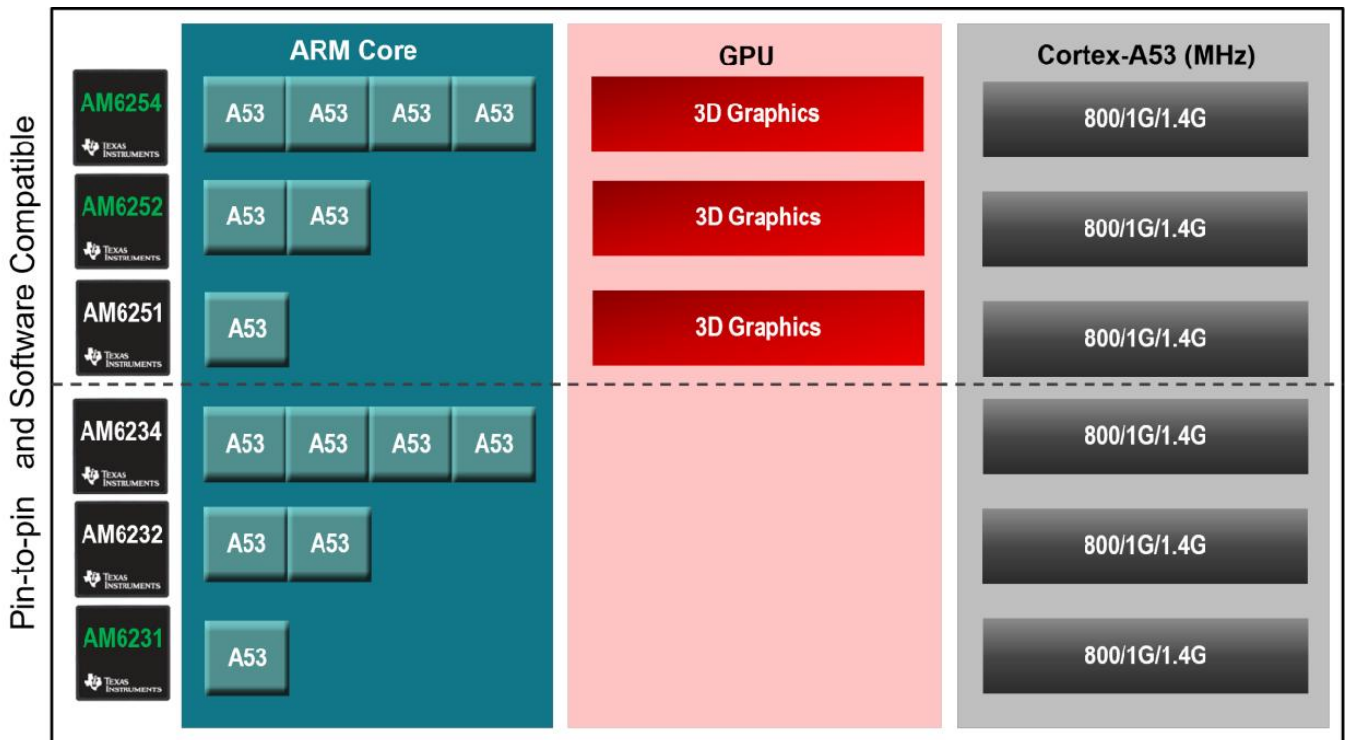 Pin-to-pin and Software Compatible
ARM Core
GPU
Cortex-A53 (MHz)
AM6254
TEXAS
INSTRUMENTS
A53 A53 A53 A53
3D Graphics
800/1G/1.4G
AM6252
TEXAS
INSTRUMENTS
A53 A53
3D Graphics
800/1G/1.4G
AM6251
TEXAS
INSTRUMENTS
A53
3D Graphics
800/1G/1.4G
AM6234
TEXAS
INSTRUMENTS
A53 A53 A53 A53
800/1G/1.4G
AM6232
TEXAS
INSTRUMENTS
A53 A53
800/1G/1.4G
AM6231
TEXAS
INSTRUMENTS
A53
800/1G/1.4G